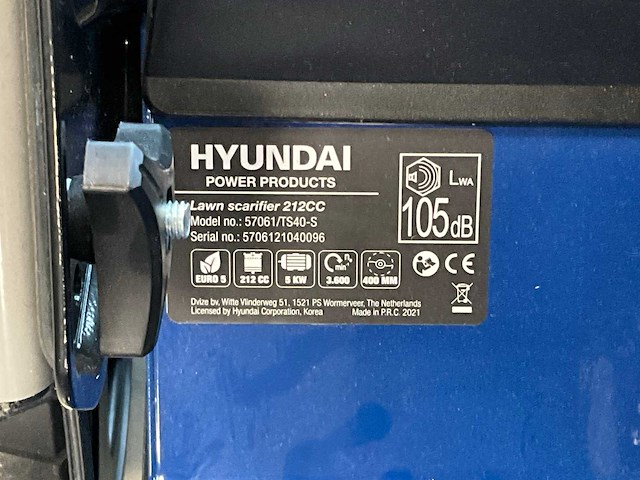 HYUNDAI
POWER PRODUCTS
Lawn scarifier 212CC
Model no.: 57061/TS40-S
Serial no.: 5706121040096
LWA
105dB
EURO 5
212 CC
5 KW
min
3.600
400 MM
CE
Dvize bv, Witte Vlinderweg 51, 1521 PS Wormerveer, The Netherlands
Licensed by Hyundai Corporation, Korea
Made in P.R.C. 2021